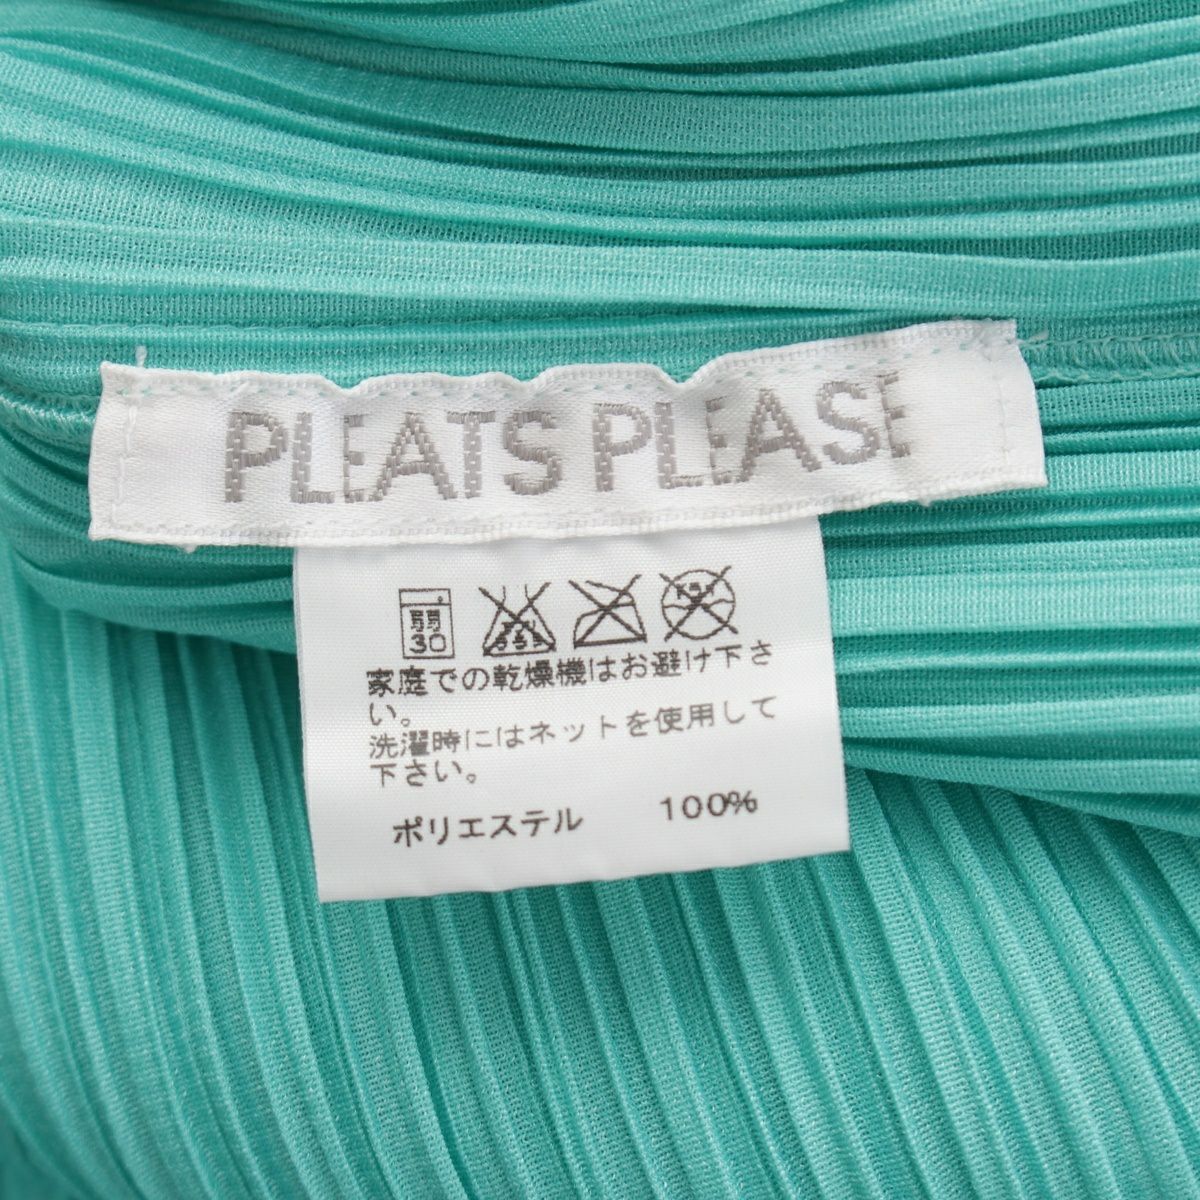 PLEATS PLEASE
弱
30
家庭での乾燥機はお避け下さ
い。
洗濯時にはネットを使用して
下さい。
ポリエステル 100%